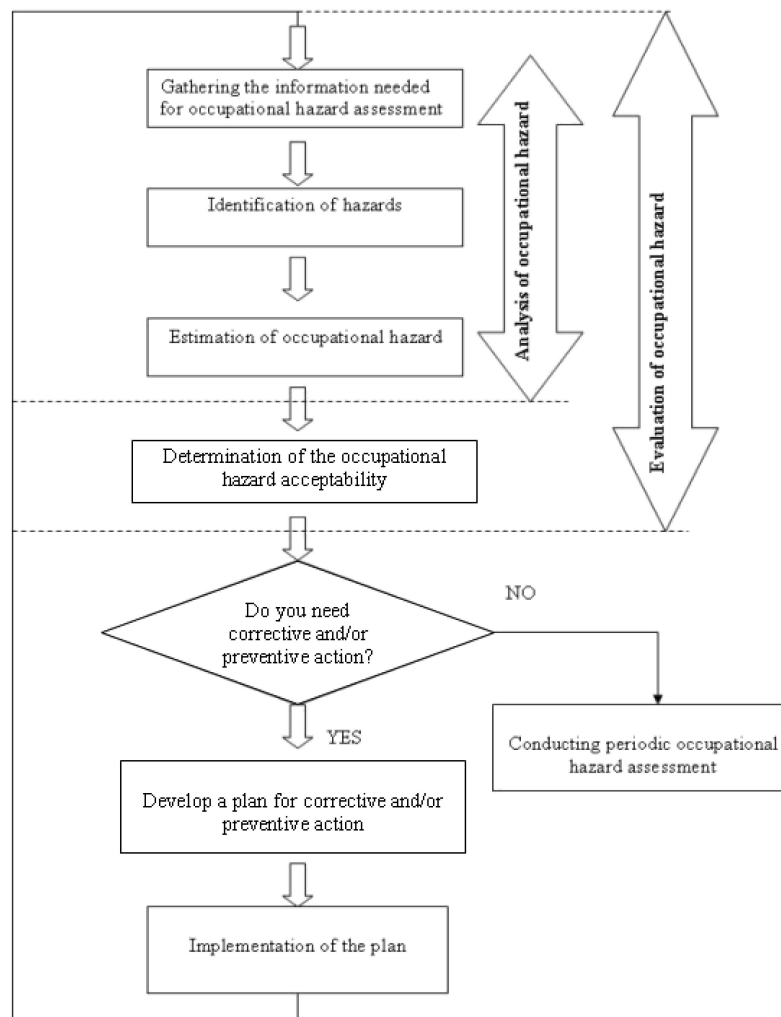 Gathering the information needed
for occupational hazard assessment
Identification of hazards
Estimation of occupational hazard
Analysis of occupational hazard
Evaluation of occupational hazard
Determination of the occupational
hazard acceptability
Do you need
corrective and/or
preventive action?
NO
YES
Conducting periodic occupational
hazard assessment
Develop a plan for corrective and/or
preventive action
Implementation of the plan